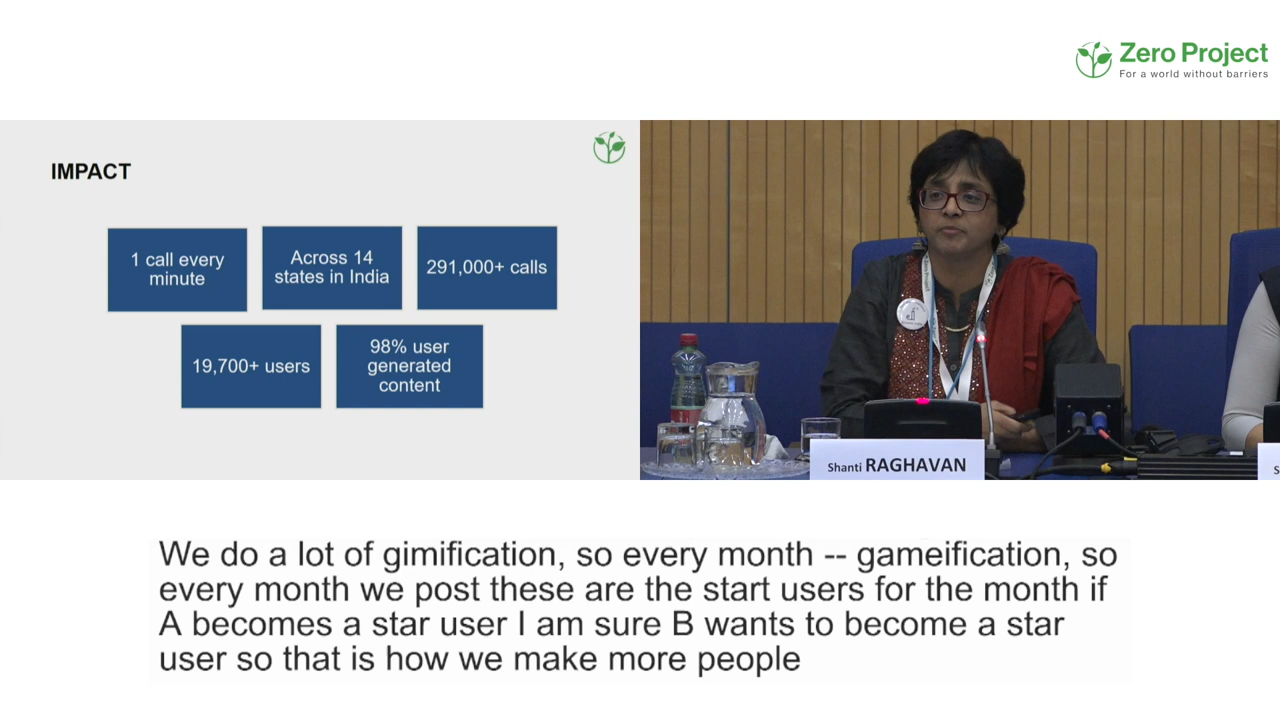 Zero Project
For a world without barriers
IMPACT
1 call every
minute
Across 14
states in India
291,000+ calls
19,700+ users
98% user
generated
content
Shanti RAGHAVAN
S
We do a lot of gimification, so every month -- gameification, so
every month we post these are the start users for the month if
A becomes a star user I am sure B wants to become a star
user so that is how we make more people